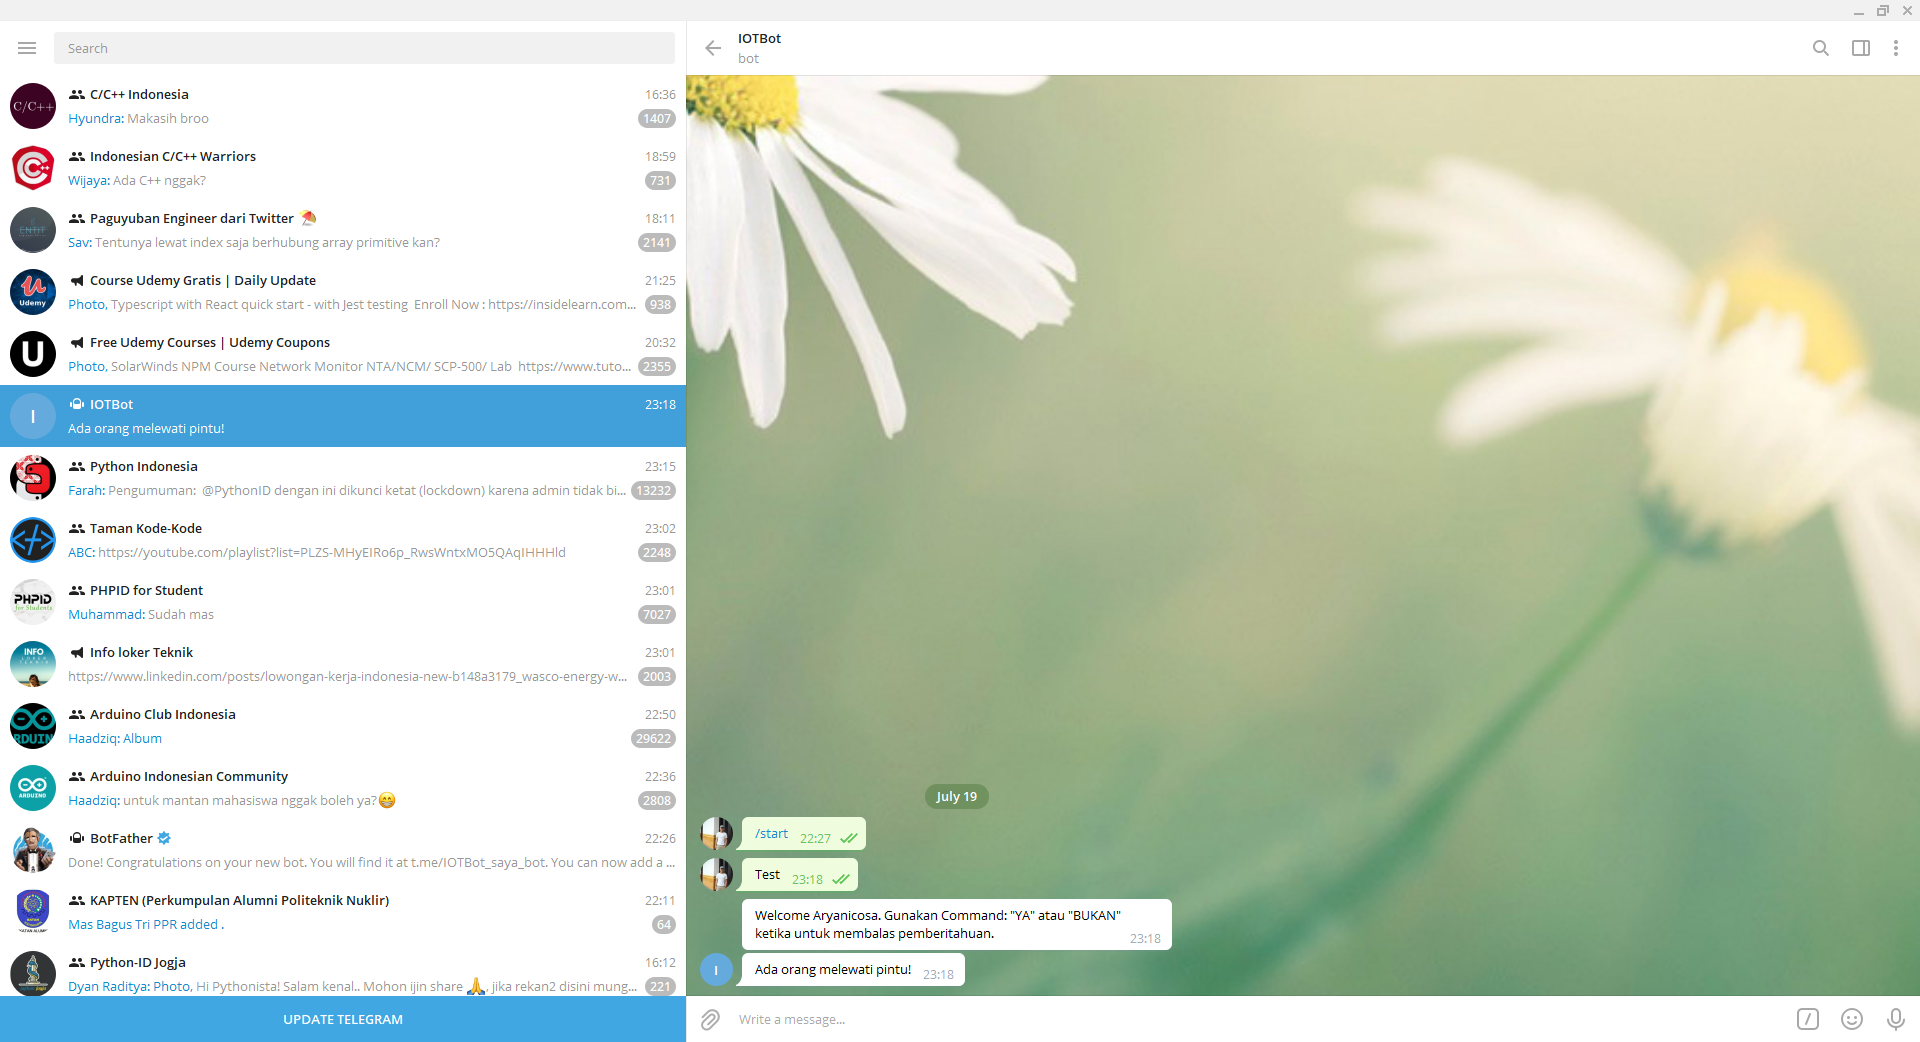 Search
C/C++ Indonesia 16:36
Hyundra: Makasih broo 1407
Indonesian C/C++ Warriors 18:59
Wijaya: Ada C++ nggak? 731
Paguyuban Engineer dari Twitter 18:11
Sav: Tentunya lewat index saja berhubung array primitive kan? 2141
Course Udemy Gratis | Daily Update 21:25
Photo, Typescript with React quick start - with Jest testing Enroll Now : https://insidelearn.com... 938
Free Udemy Courses | Udemy Coupons 20:32
Photo, SolarWinds NPM Course Network Monitor NTA/NCM/ SCP-500/ Lab https://www.tuto... 2355
IOTBot 23:18
Ada orang melewati pintu!
Python Indonesia 23:15
Farah: Pengumuman: @PythonID dengan ini dikunci ketat (lockdown) karena admin tidak bi... 13232
Taman Kode-Kode 23:02
ABC: https://youtube.com/playlist?list=PLZS-MHyEIRo6p_RwsWntxMO5QAqIHHHld 2248
PHPID for Student 23:01
Muhammad: Sudah mas 7027
Info loker Teknik 23:01
https://www.linkedin.com/posts/lowongan-kerja-indonesia-new-b148a3179_wasco-energy-w... 2003
Arduino Club Indonesia 22:50
Haadziq: Album 29622
Arduino Indonesian Community 22:36
Haadziq: untuk mantan mahasiswa nggak boleh ya?😁 2808
BotFather 22:26
Done! Congratulations on your new bot. You will find it at t.me/IOTBot_saya_bot. You can now add a ...
KAPTEN (Perkumpulan Alumni Politeknik Nuklir) 22:11
Mas Bagus Tri PPR added . 64
Python-ID Jogja 16:12
Dyan Raditya: Photo, Hi Pythonista! Salam kenal.. Mohon ijin share 🙏, jika rekan2 disini mung... 221
UPDATE TELEGRAM
C/C++
Udemy
U
I
PHPID
for Students
INFO
LOKER
TEKNIK
ARDUINO
IOTBot
bot
July 19
/start 22:27
Test 23:18
Welcome Aryanicosa. Gunakan Command: "YA" atau "BUKAN"
ketika untuk membalas pemberitahuan. 23:18
I
Ada orang melewati pintu! 23:18
Write a message...